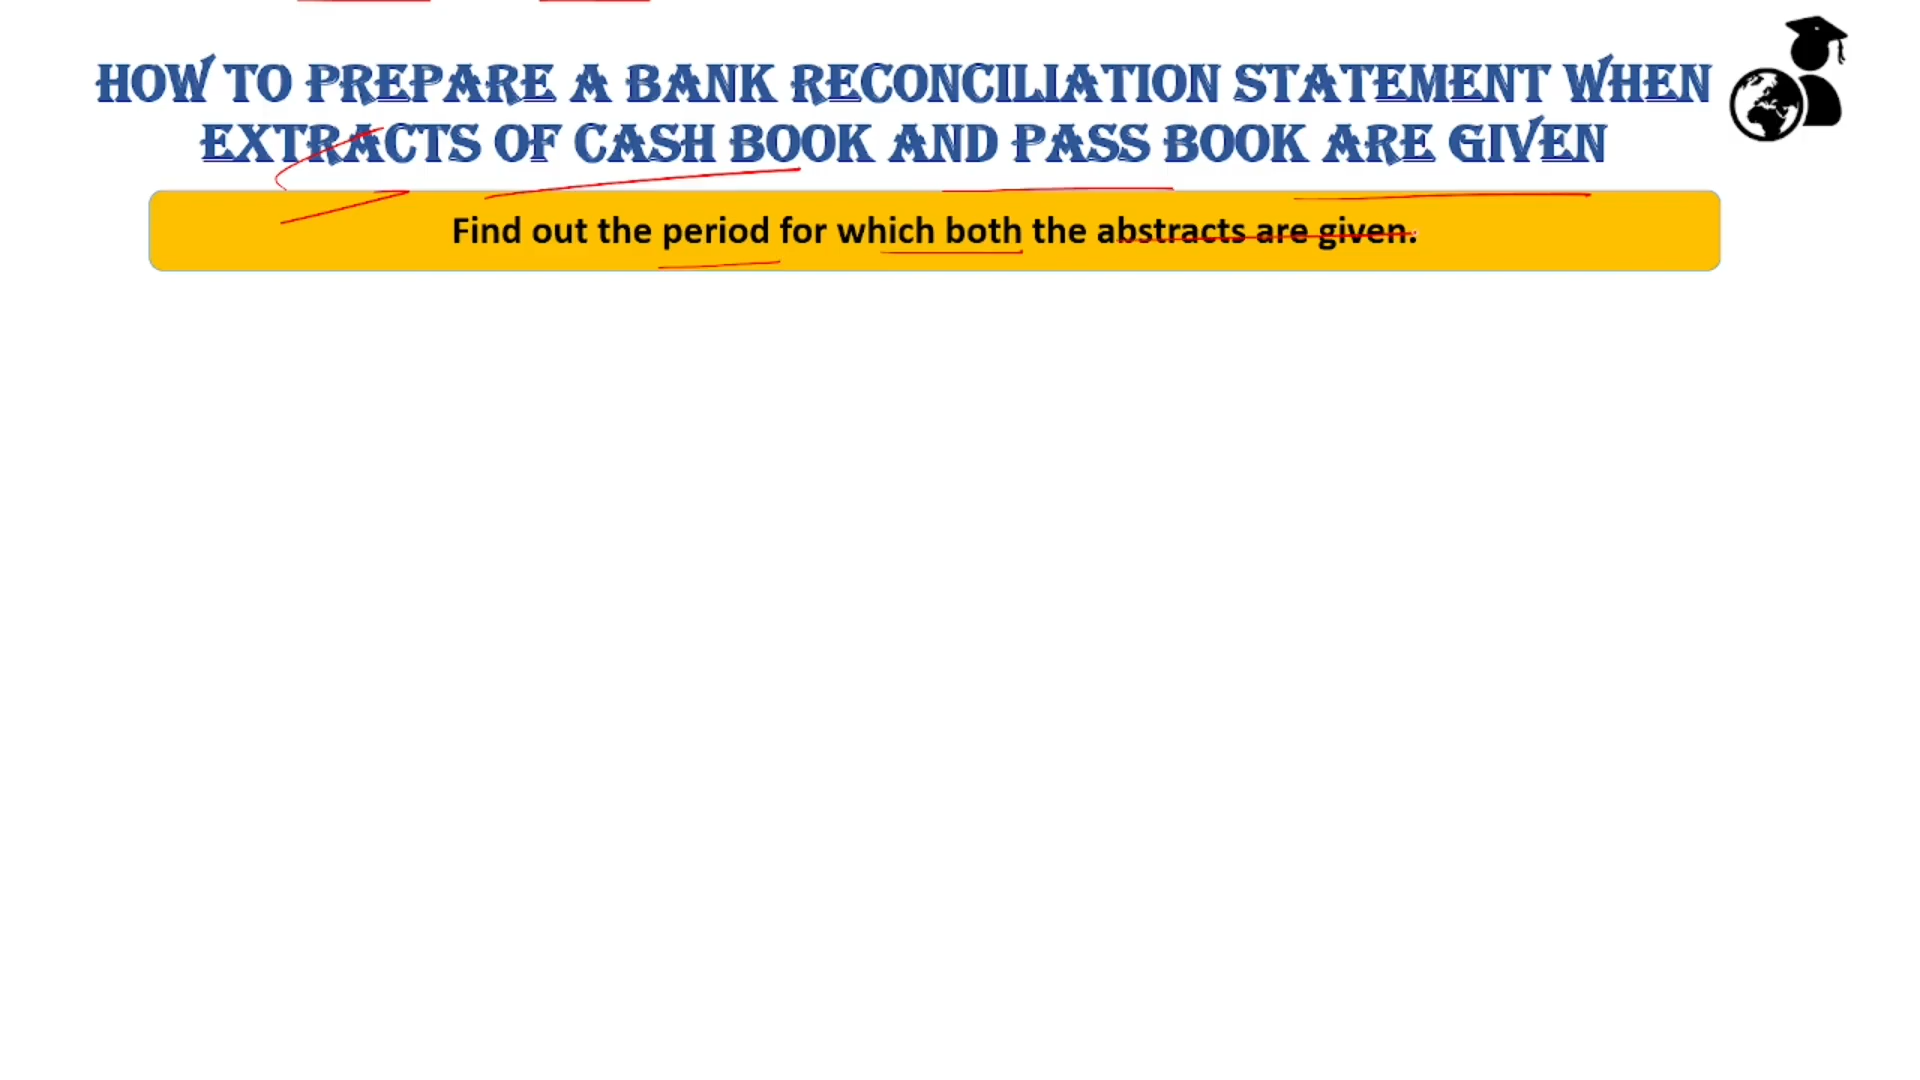 HOW TO PREPARE A BANK RECONCILIATION STATEMENT WHEN
EXTRACTS OF CASH BOOK AND PASS BOOK ARE GIVEN
Find out the period for which both the abstracts are given.